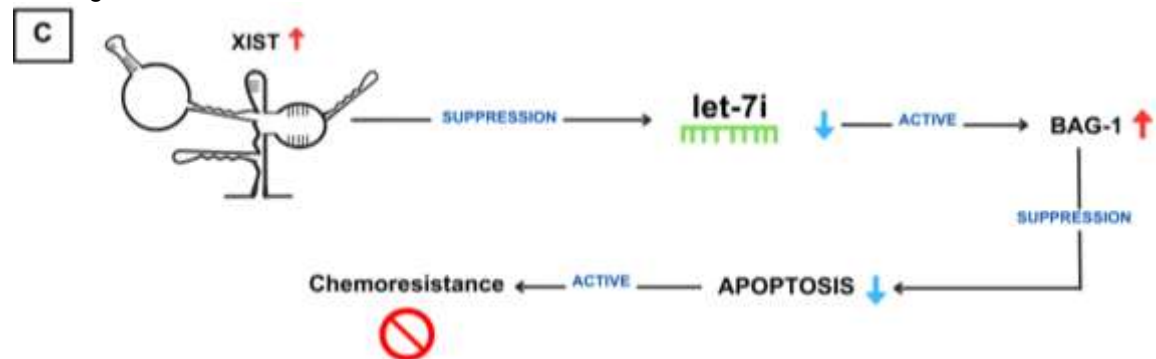 C
XIST
SUPPRESSION
let-7i
ACTIVE
BAG-1
SUPPRESSION
APOPTOSIS
ACTIVE
Chemoresistance